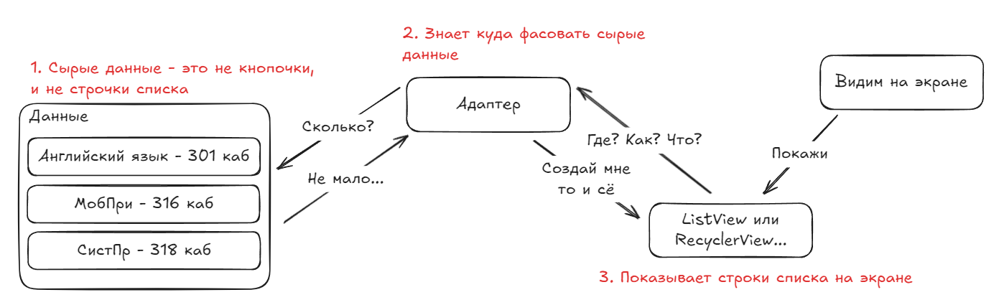 1. Сырые данные - это не кнопочки,
и не строчки списка
Данные
Английский язык - 301 каб
МобПри - 316 каб
СистПр - 318 каб
Сколько?
Не мало...
2. Знает куда фасовать сырые
данные
Адаптер
Где? Как? Что?
Создай мне
то и сё
Видим на экране
Покажи
ListView или
RecyclerView...
3. Показывает строки списка на экране